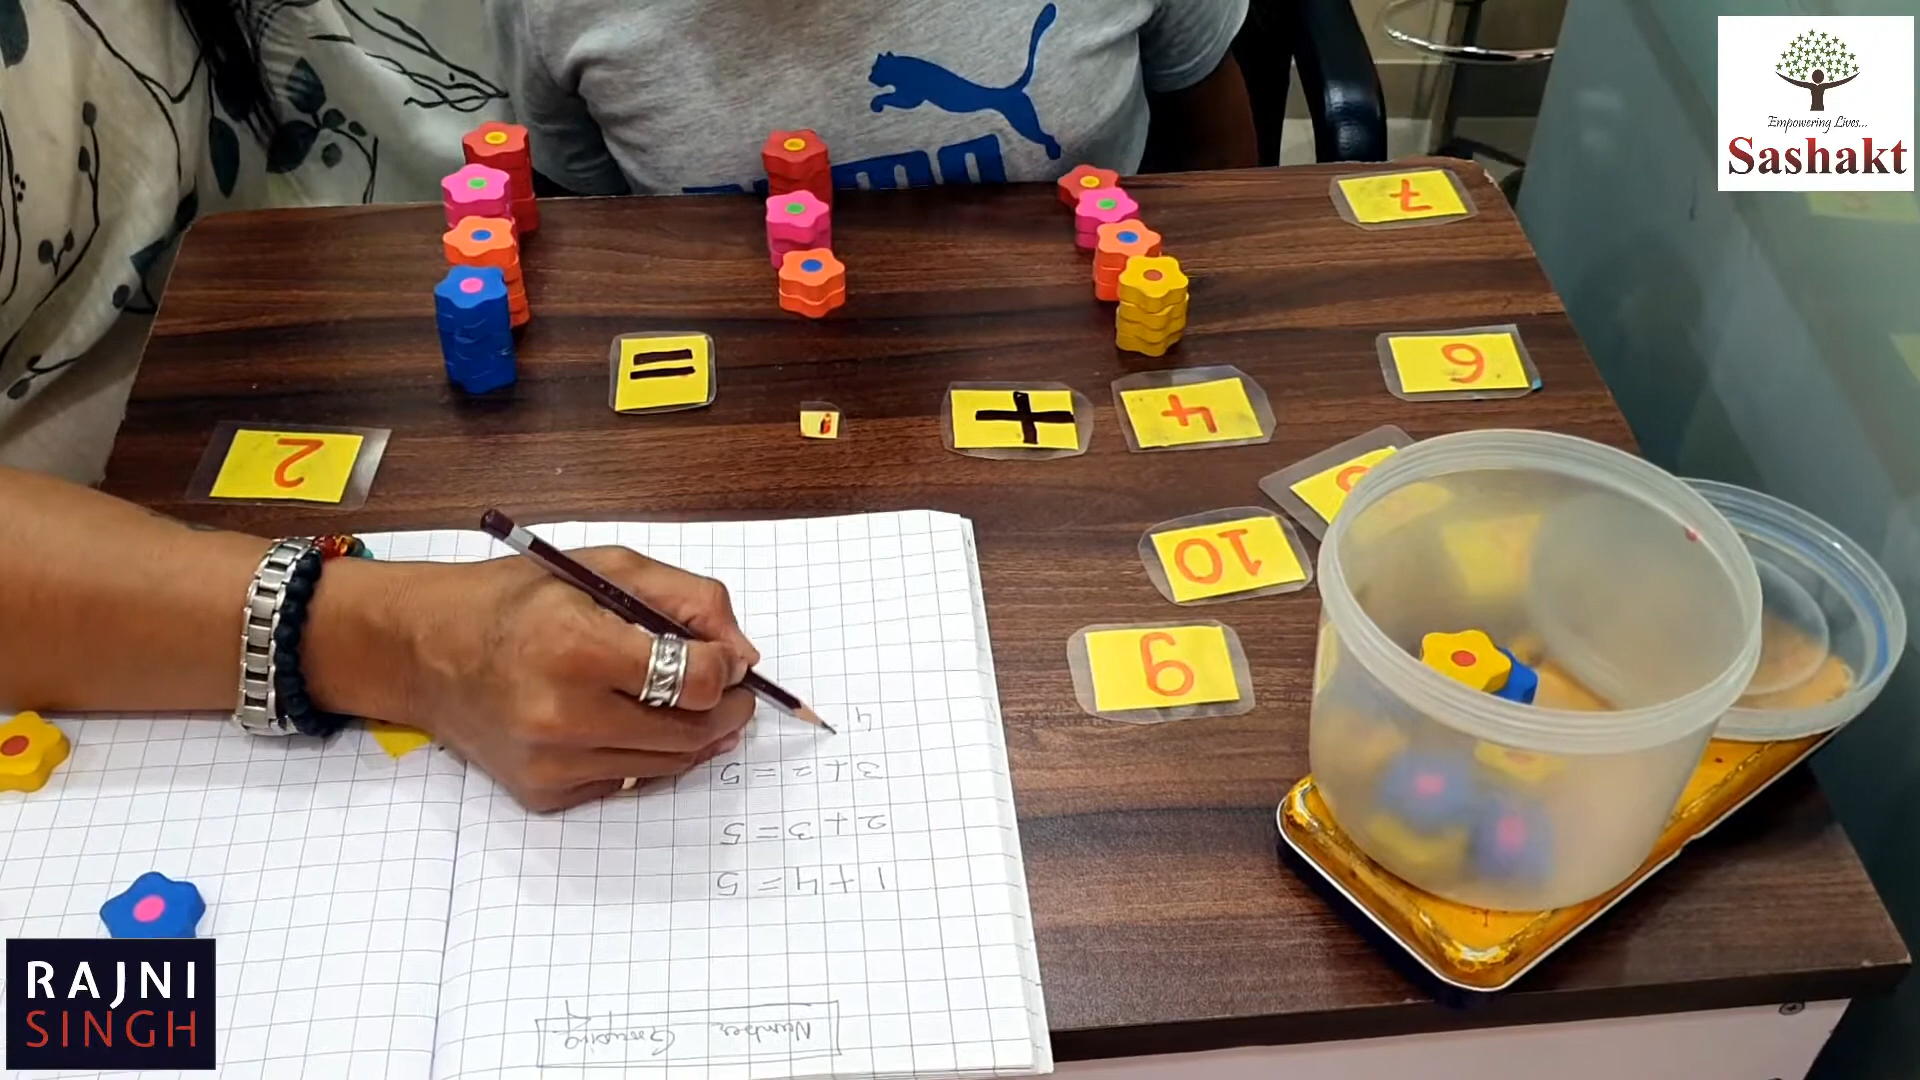 Empowering Lives...
Sashakt
7
6
=
+
4
2
10
9
Number Grouping
1 + 4 = 5
2 + 3 = 5
3 + 2 = 5
4
RAJNI
SINGH